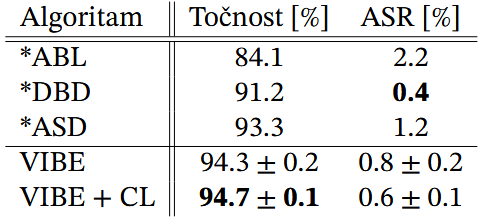 Algoritam Točnost [%] ASR [%]
*ABL 84.1 2.2
*DBD 91.2 0.4
*ASD 93.3 1.2
VIBE 94.3 ± 0.2 0.8 ± 0.2
VIBE + CL 94.7 ± 0.1 0.6 ± 0.1